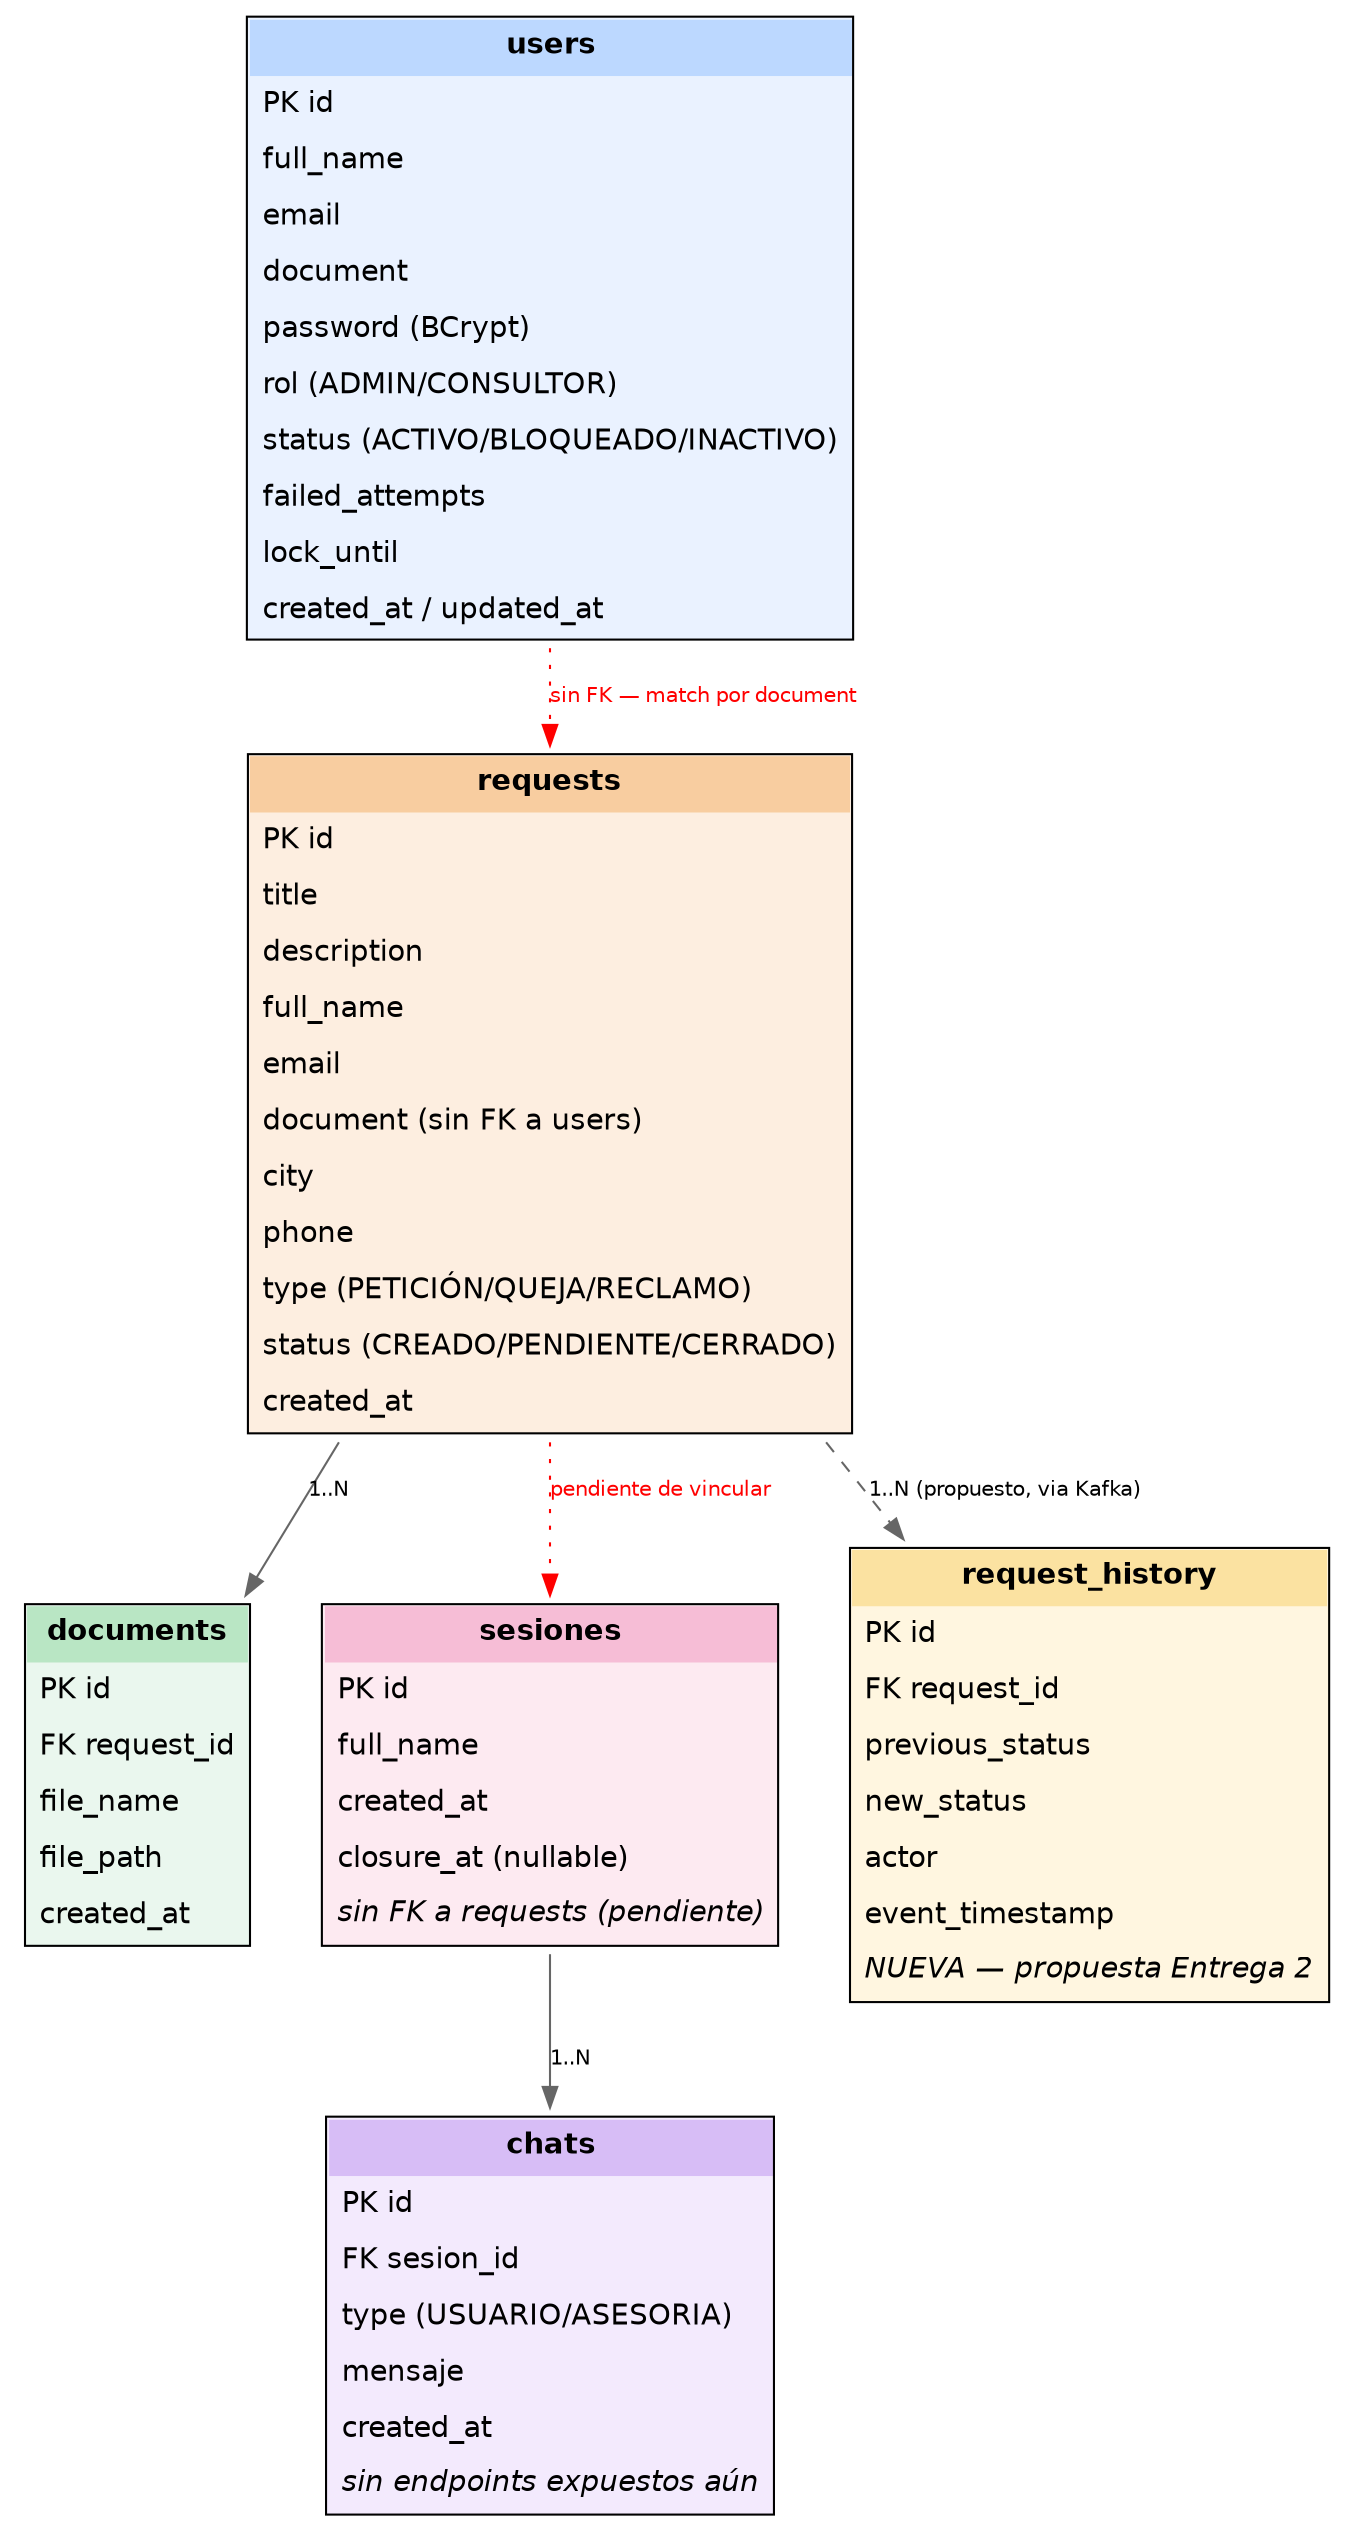 users
PK id
full_name
email
document
password (BCrypt)
rol (ADMIN/CONSULTOR)
status (ACTIVO/BLOQUEADO/INACTIVO)
failed_attempts
lock_until
created_at / updated_at
sin FK — match por document
requests
PK id
title
description
full_name
email
document (sin FK a users)
city
phone
type (PETICIÓN/QUEJA/RECLAMO)
status (CREADO/PENDIENTE/CERRADO)
created_at
1..N
pendiente de vincular
1..N (propuesto, via Kafka)
documents
PK id
FK request_id
file_name
file_path
created_at
sesiones
PK id
full_name
created_at
closure_at (nullable)
sin FK a requests (pendiente)
request_history
PK id
FK request_id
previous_status
new_status
actor
event_timestamp
NUEVA — propuesta Entrega 2
1..N
chats
PK id
FK sesion_id
type (USUARIO/ASESORIA)
mensaje
created_at
sin endpoints expuestos aún